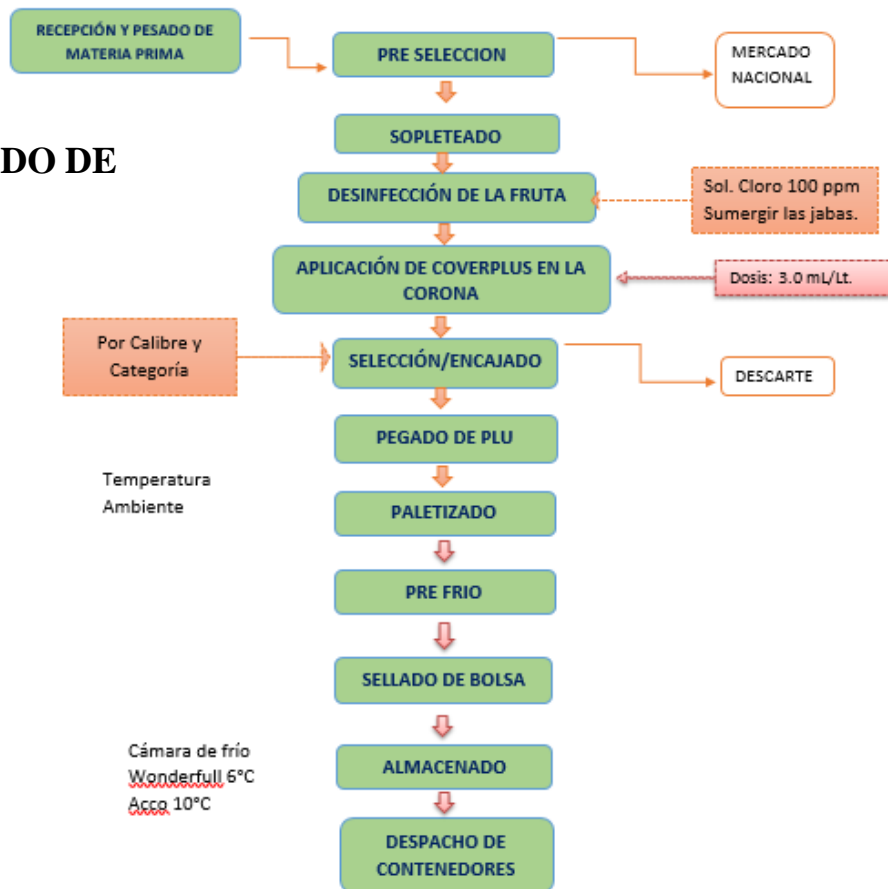 RECEPCIÓN Y PESADO DE
MATERIA PRIMA
PRE SELECCION
MERCADO
NACIONAL
SOPLETEADO
DO DE
DESINFECCIÓN DE LA FRUTA
Sol. Cloro 100 ppm
Sumergir las jabas.
APLICACIÓN DE COVERPLUS EN LA
CORONA
Dosis: 3.0 mL/Lt.
Por Calibre y
Categoría
SELECCIÓN/ENCAJADO
DESCARTE
PEGADO DE PLU
Temperatura
Ambiente
PALETIZADO
PRE FRIO
SELLADO DE BOLSA
Cámara de frío
Wonderfull 6°C
Acco 10°C
ALMACENADO
DESPACHO DE
CONTENEDORES